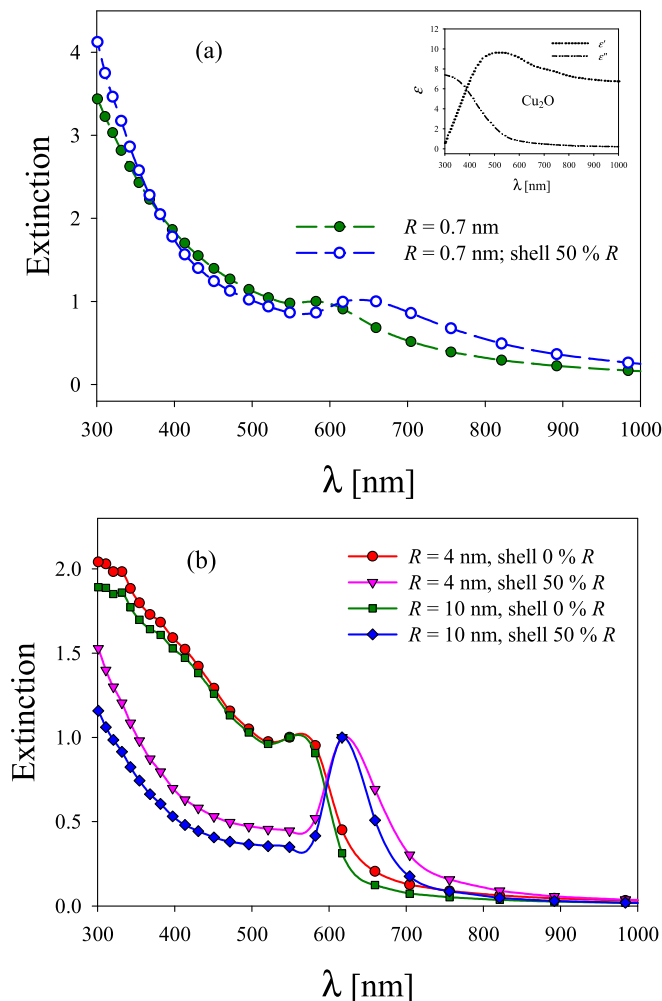 (a)
Extinction
4
3
2
1
0
300 400 500 600 700 800 900 1000
λ [nm]
R = 0.7 nm
R = 0.7 nm; shell 50 % R
12
10
8
6
4
2
0
ε
ε'
ε''
Cu₂O
300 400 500 600 700 800 900 1000
λ [nm]
(b)
Extinction
2.0
1.5
1.0
0.5
0.0
R = 4 nm, shell 0 % R
R = 4 nm, shell 50 % R
R = 10 nm, shell 0 % R
R = 10 nm, shell 50 % R
300 400 500 600 700 800 900 1000
λ [nm]